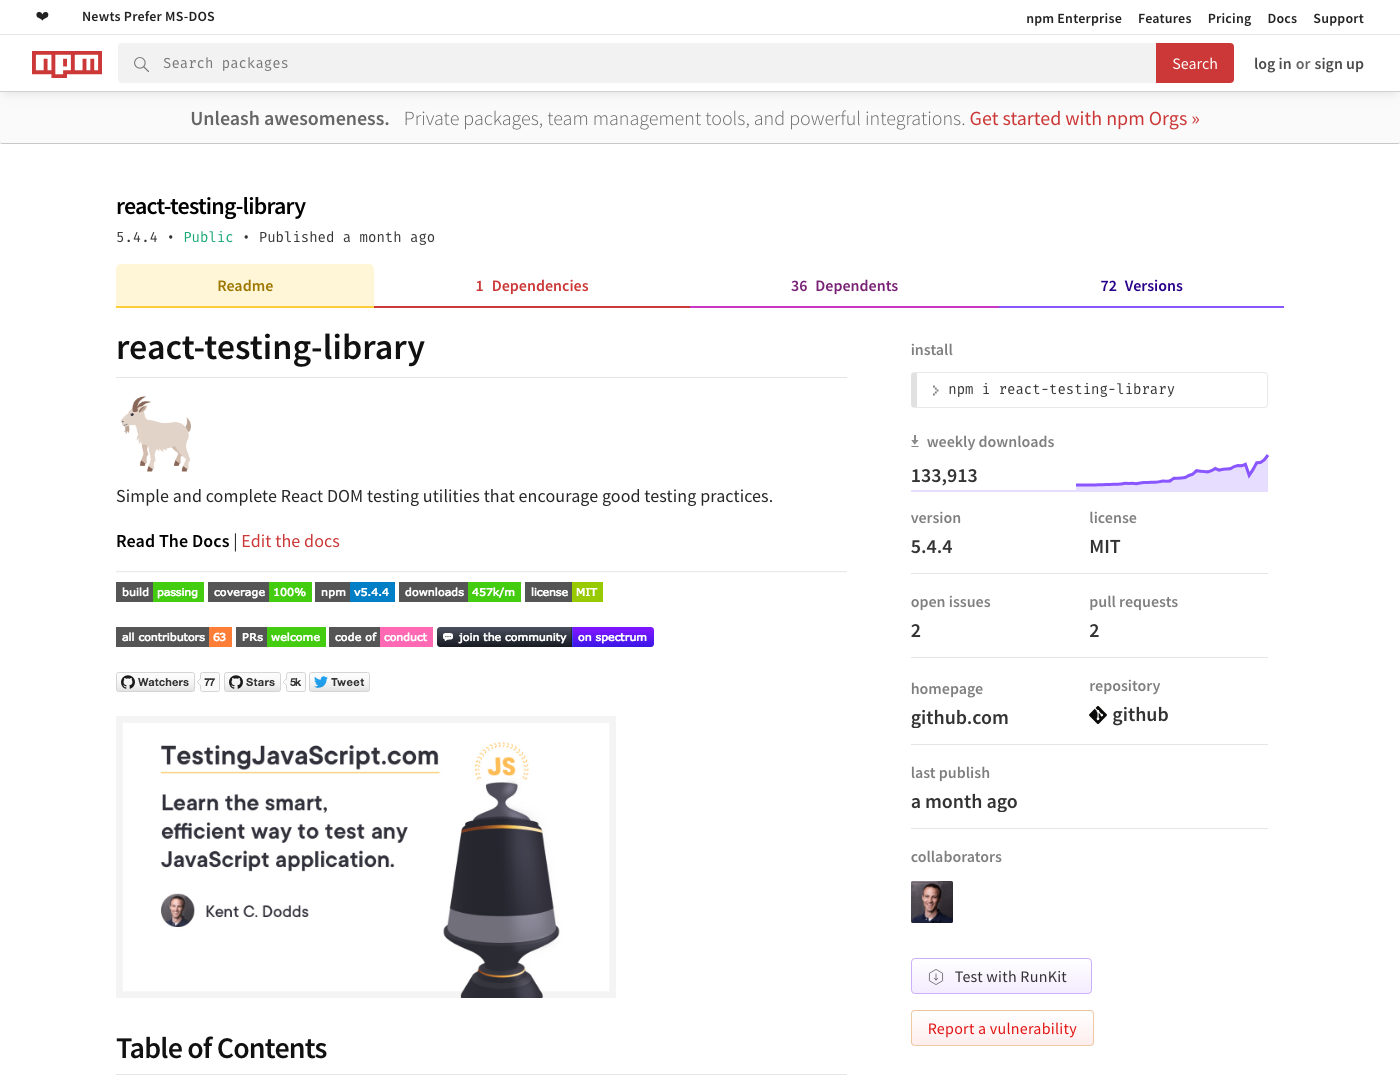 ❤
Newts Prefer MS-DOS
npm Enterprise Features Pricing Docs Support
npm
Search packages
Search
log in or sign up
Unleash awesomeness. Private packages, team management tools, and powerful integrations. Get started with npm Orgs »
react-testing-library
5.4.4 • Public • Published a month ago
Readme
1 Dependencies
36 Dependents
72 Versions
react-testing-library
Simple and complete React DOM testing utilities that encourage good testing practices.
Read The Docs | Edit the docs
build passing coverage 100% npm v5.4.4 downloads 457k/m license MIT
all contributors 63 PRs welcome code of conduct join the community on spectrum
Watchers 77 Stars 5k Tweet
TestingJavaScript.com
JS
Learn the smart,
efficient way to test any
JavaScript application.
Kent C. Dodds
Table of Contents
install
npm i react-testing-library
weekly downloads
133,913
version
5.4.4
license
MIT
open issues
2
pull requests
2
homepage
github.com
repository
github
last publish
a month ago
collaborators
Test with RunKit
Report a vulnerability